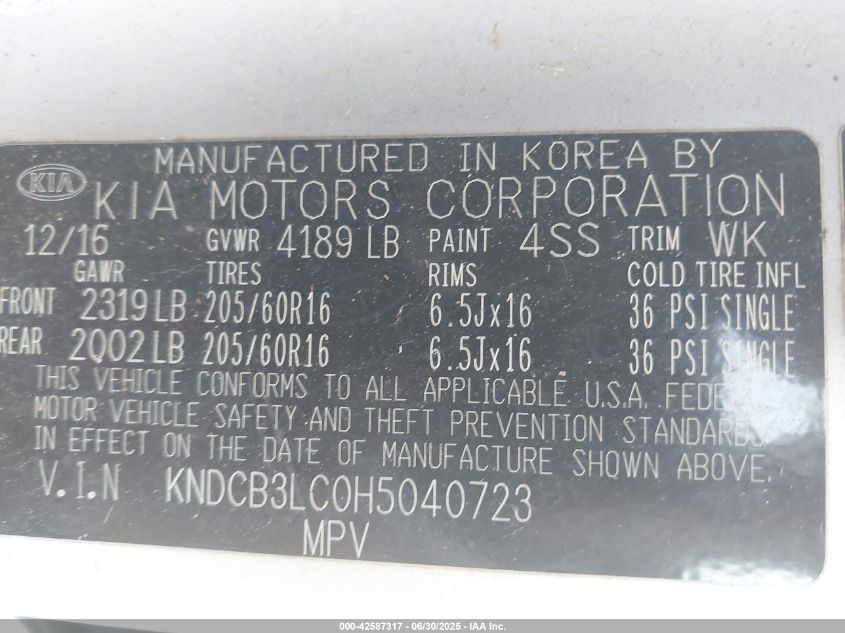 MANUFACTURED IN KOREA BY
KIA KIA MOTORS CORPORATION
12/16 GVWR 4189 LB PAINT 4SS TRIM WK
GAWR TIRES RIMS COLD TIRE INFL
FRONT 2319 LB 205/60R16 6.5Jx16 36 PSI SINGLE
REAR 2002 LB 205/60R16 6.5Jx16 36 PSI SINGLE
THIS VEHICLE CONFORMS TO ALL APPLICABLE U.S.A. FEDERAL
MOTOR VEHICLE SAFETY AND THEFT PREVENTION STANDARDS
IN EFFECT ON THE DATE OF MANUFACTURE SHOWN ABOVE.
V.I.N KNDCB3LC0H5040723
MPV
000-42587317 - 06/30/2025 - IAA Inc.